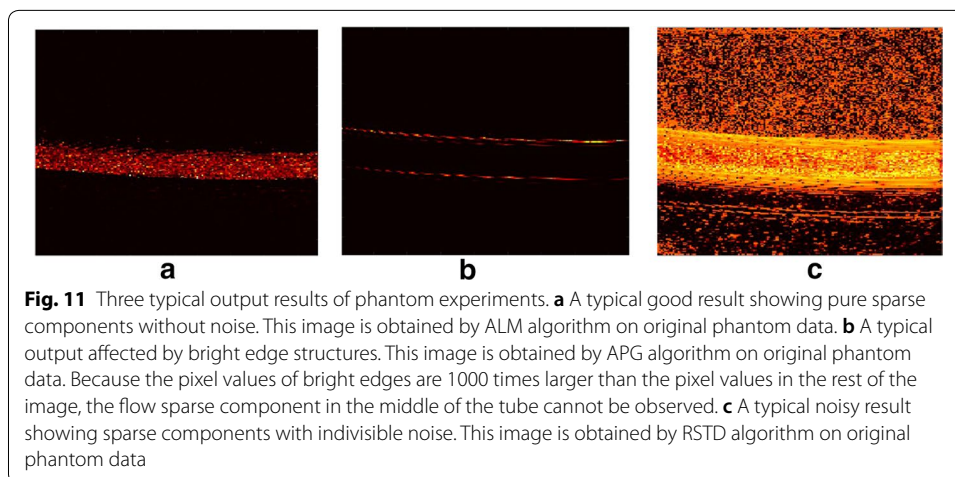 a b c
Fig. 11 Three typical output results of phantom experiments. a A typical good result showing pure sparse
components without noise. This image is obtained by ALM algorithm on original phantom data. b A typical
output affected by bright edge structures. This image is obtained by APG algorithm on original phantom
data. Because the pixel values of bright edges are 1000 times larger than the pixel values in the rest of the
image, the flow sparse component in the middle of the tube cannot be observed. c A typical noisy result
showing sparse components with indivisible noise. This image is obtained by RSTD algorithm on original
phantom data